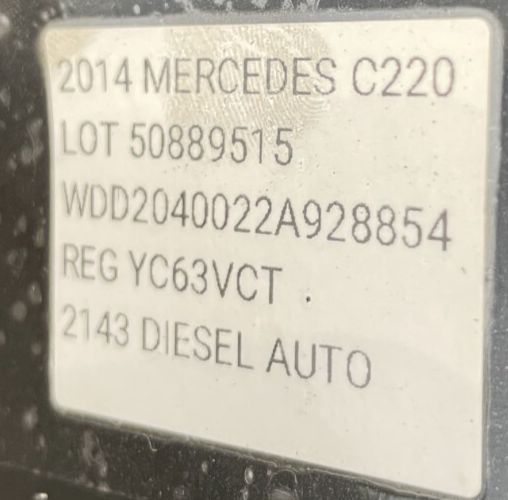 2014 MERCEDES C220
LOT 50889515
WDD2040022A928854
REG YC63VCT .
2143 DIESEL AUTO